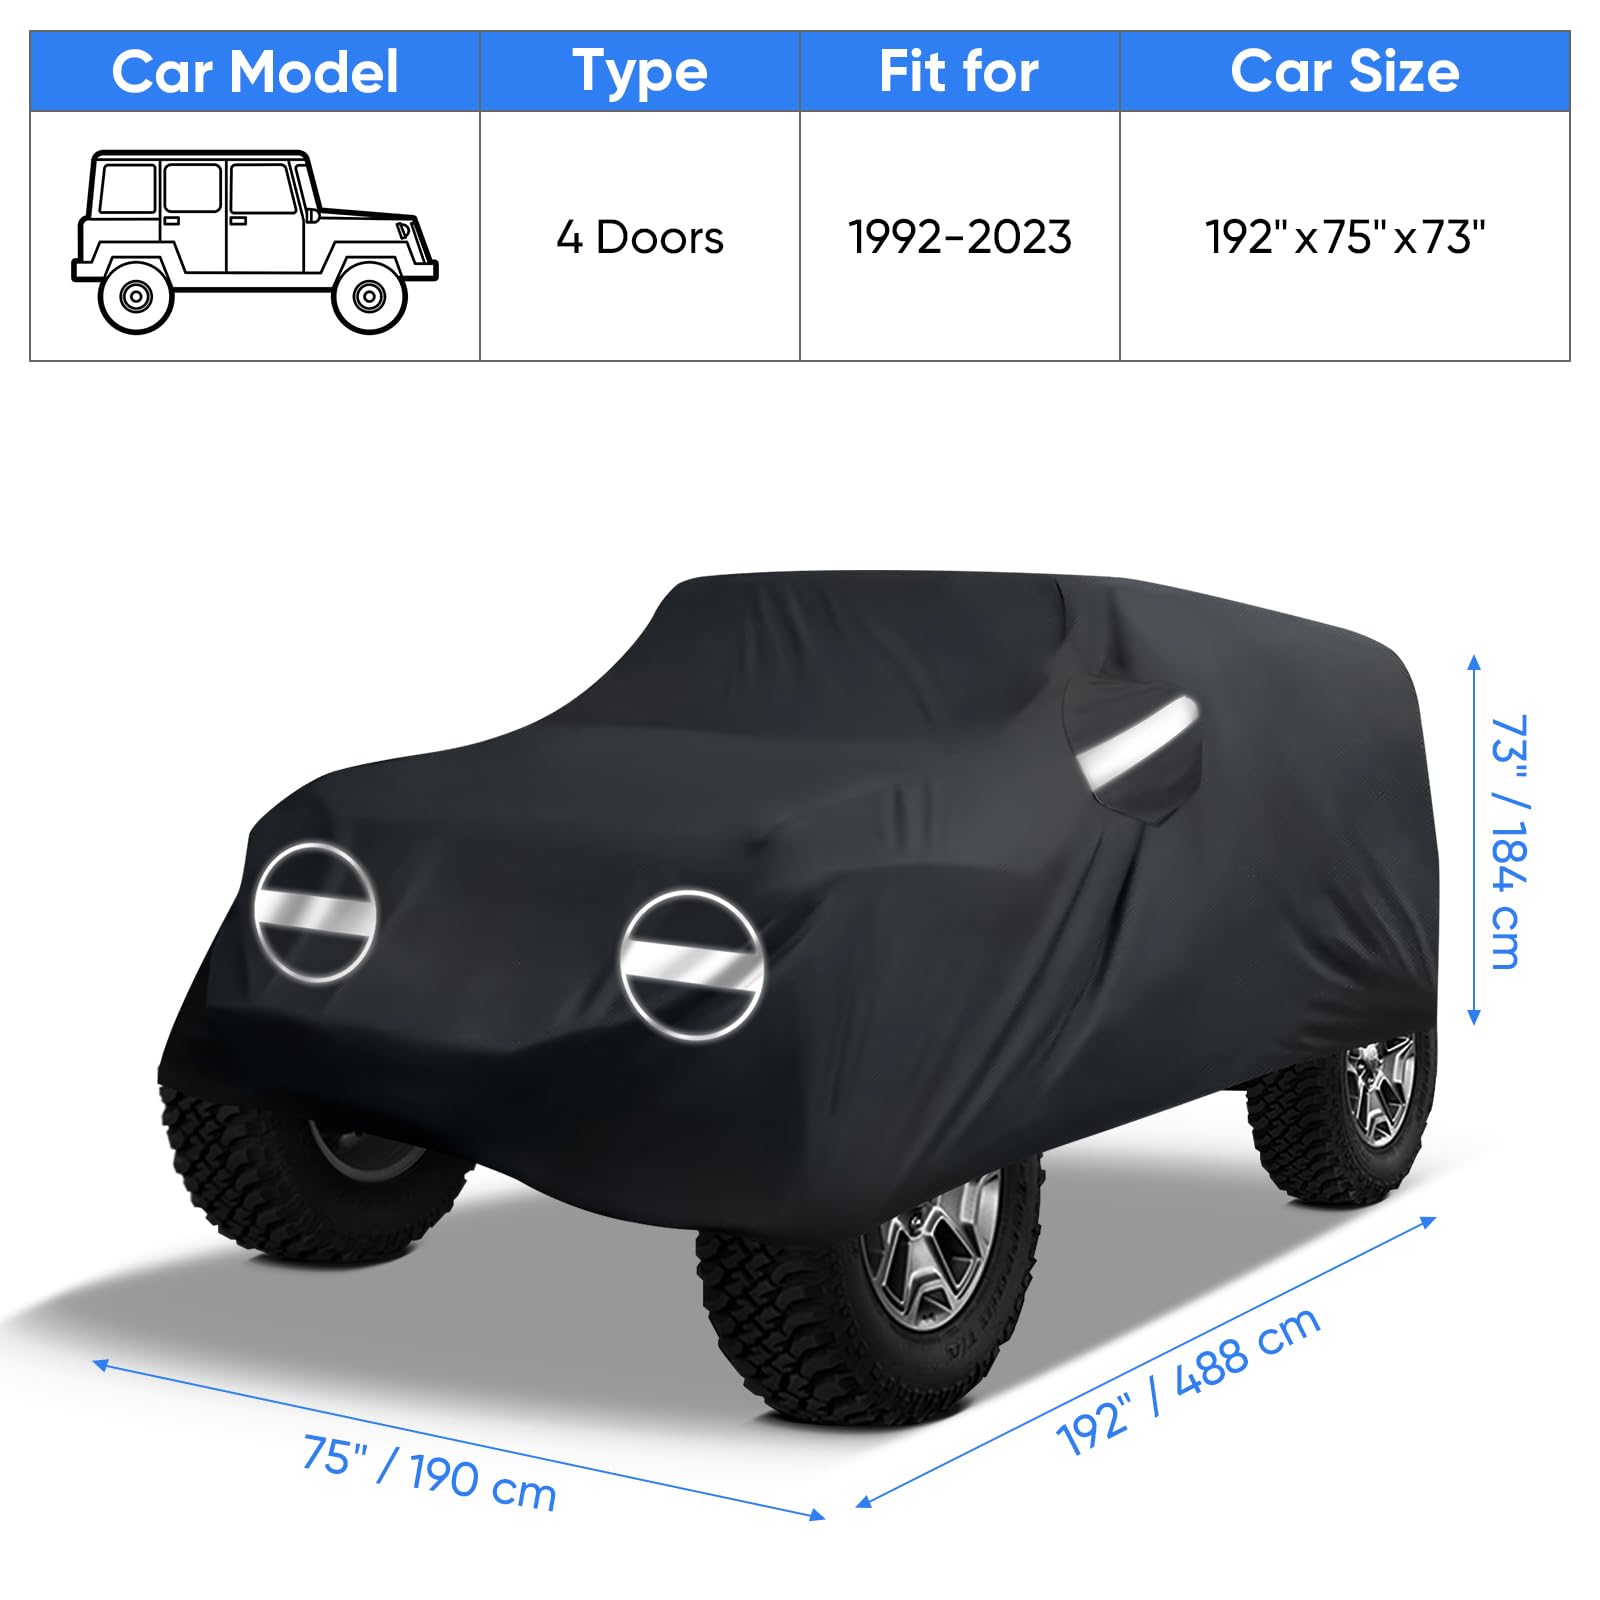 Car Model Type Fit for Car Size
4 Doors 1992-2023 192"x75"x73"
73" / 184 cm
192" / 488 cm
75" / 190 cm